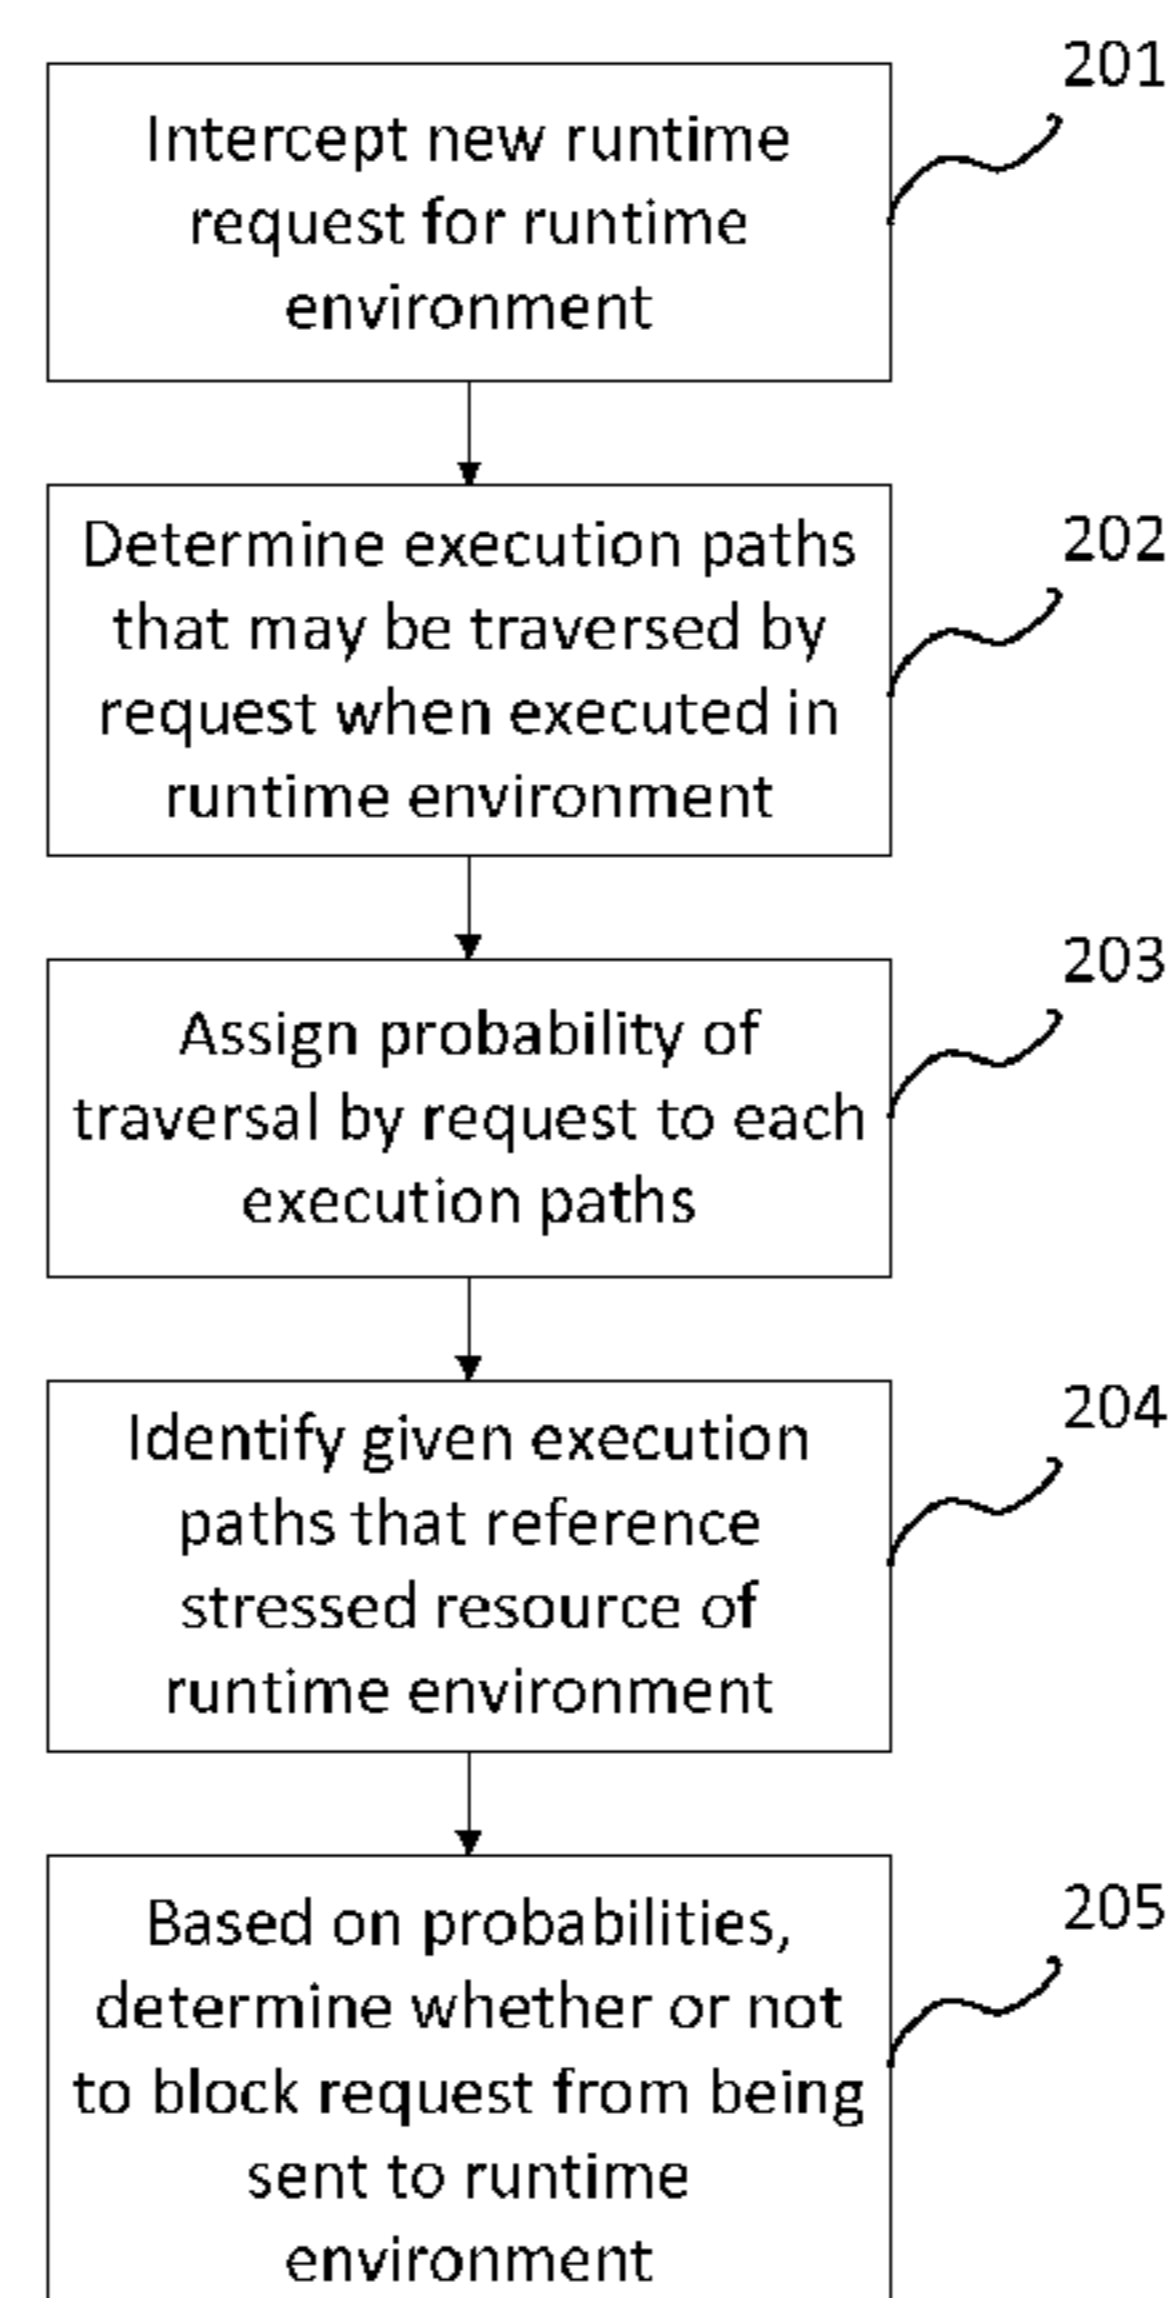 201
Intercept new runtime
request for runtime
environment
202
Determine execution paths
that may be traversed by
request when executed in
runtime environment
203
Assign probability of
traversal by request to each
execution paths
204
Identify given execution
paths that reference
stressed resource of
runtime environment
205
Based on probabilities,
determine whether or not
to block request from being
sent to runtime
environment